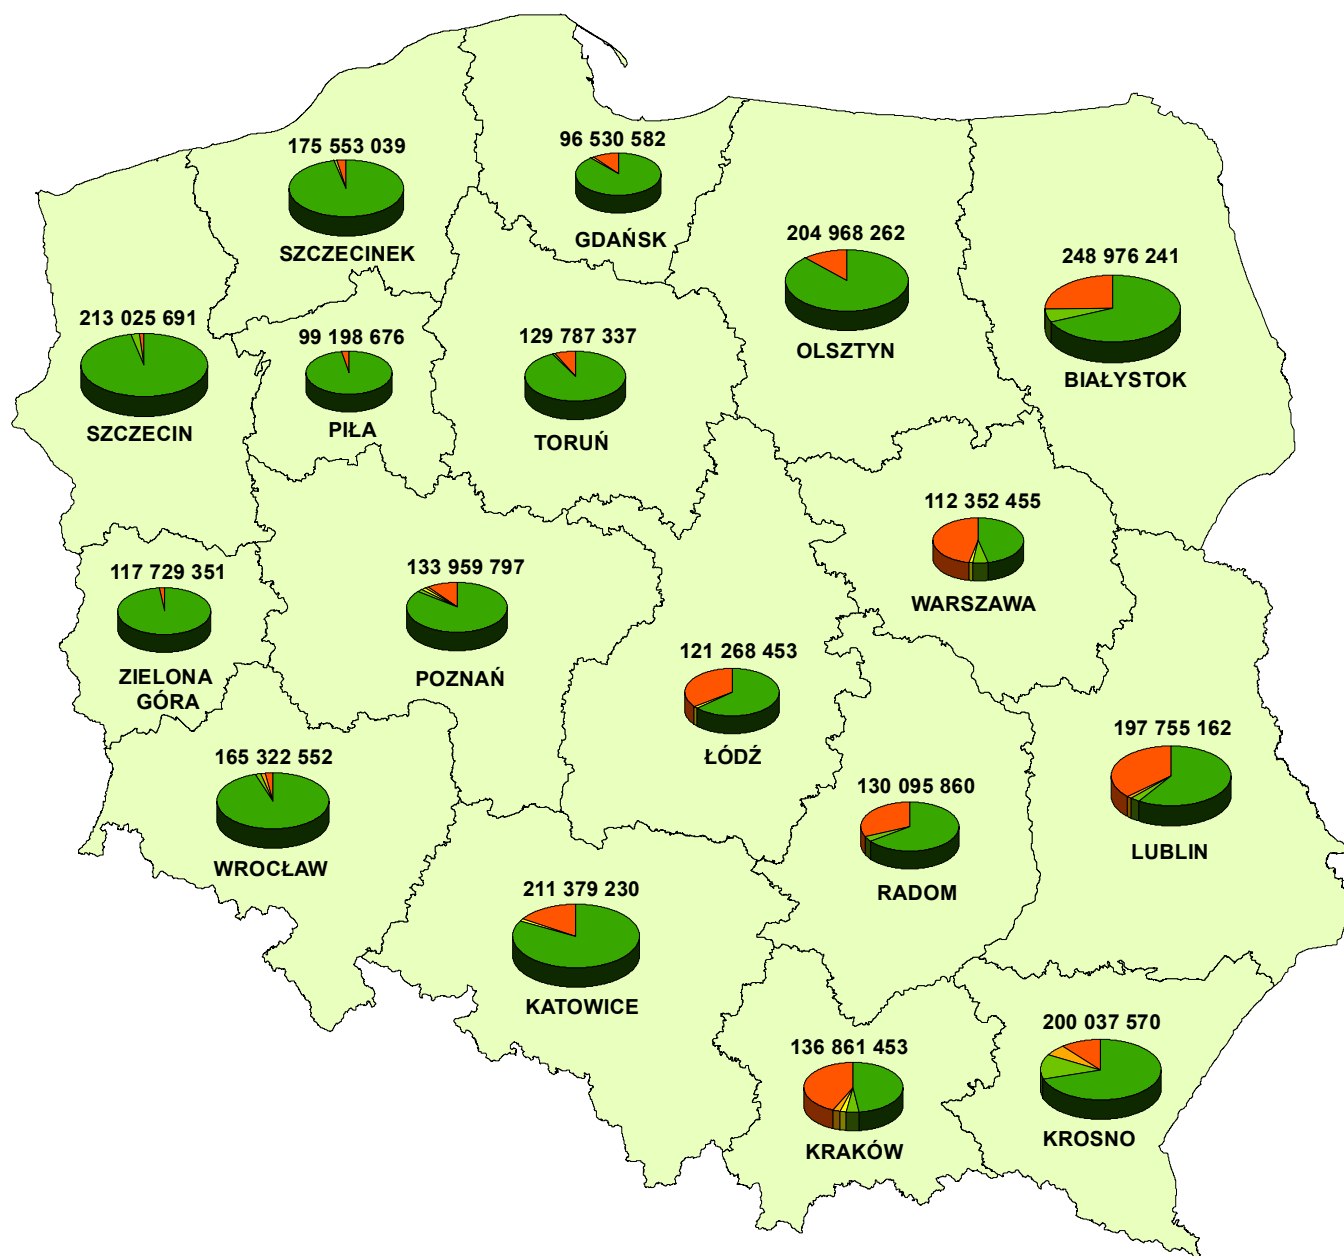 175 553 039
SZCZECINEK
96 530 582
GDAŃSK
204 968 262
OLSZTYN
248 976 241
BIAŁYSTOK
213 025 691
SZCZECIN
99 198 676
PIŁA
129 787 337
TORUŃ
112 352 455
WARSZAWA
117 729 351
ZIELONA
GÓRA
133 959 797
POZNAŃ
121 268 453
ŁÓDŹ
197 755 162
LUBLIN
165 322 552
WROCŁAW
130 095 860
RADOM
211 379 230
KATOWICE
136 861 453
KRAKÓW
200 037 570
KROSNO